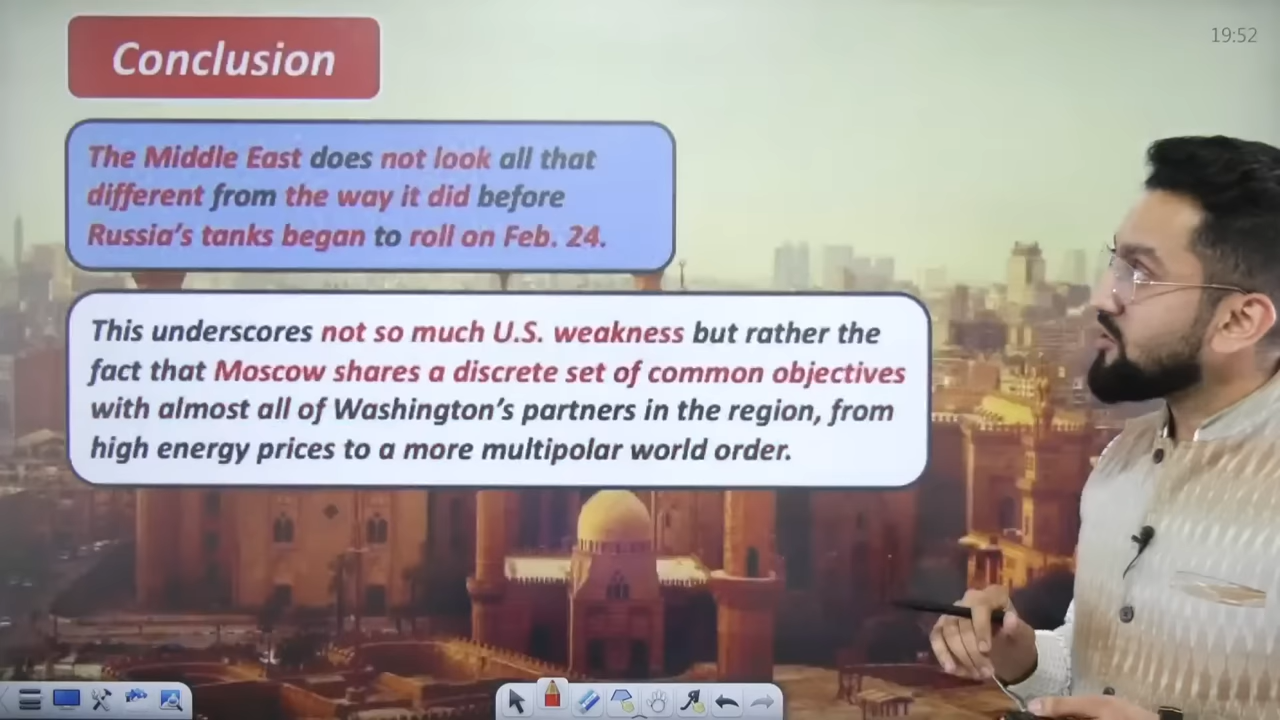 Conclusion
19:52
The Middle East does not look all that
different from the way it did before
Russia's tanks began to roll on Feb. 24.
This underscores not so much U.S. weakness but rather the
fact that Moscow shares a discrete set of common objectives
with almost all of Washington's partners in the region, from
high energy prices to a more multipolar world order.